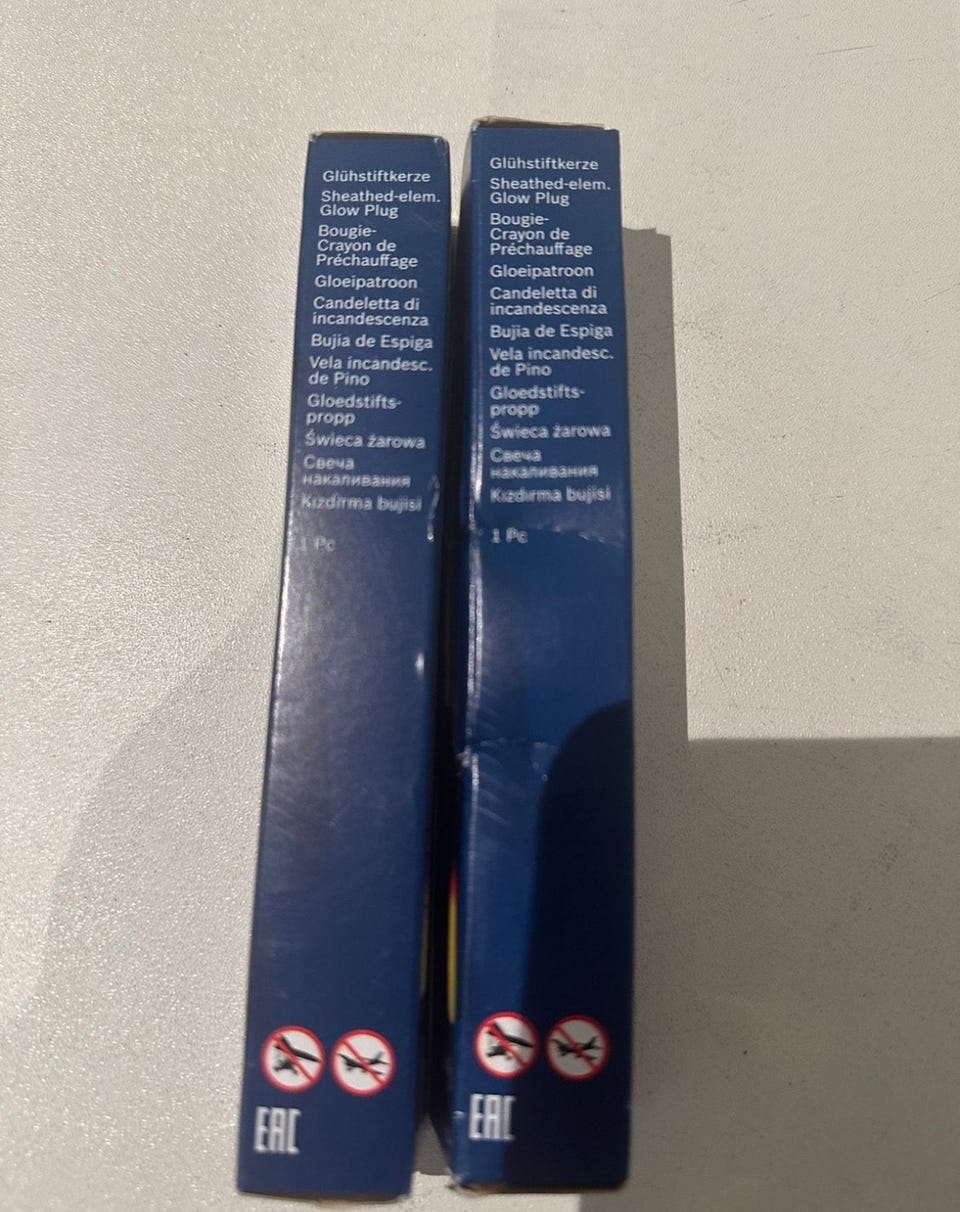 Glühstiftkerze
Sheathed-elem.
Glow Plug
Bougie-
Crayon de
Préchauffage
Gloeipatroon
Candeletta di
incandescenza
Bujia de Espiga
Vela incandesc.
de Pino
Gloedstifts-
propp
Świeca żarowa
Свеча
накаливания
Kızdırma bujisi
1 Pc
EAC
Glühstiftkerze
Sheathed-elem.
Glow Plug
Bougie-
Crayon de
Préchauffage
Gloeipatroon
Candeletta di
incandescenza
Bujia de Espiga
Vela incandesc.
de Pino
Gloedstifts-
propp
Świeca żarowa
Свеча
накаливания
Kızdırma bujisi
1 Pc
EAC